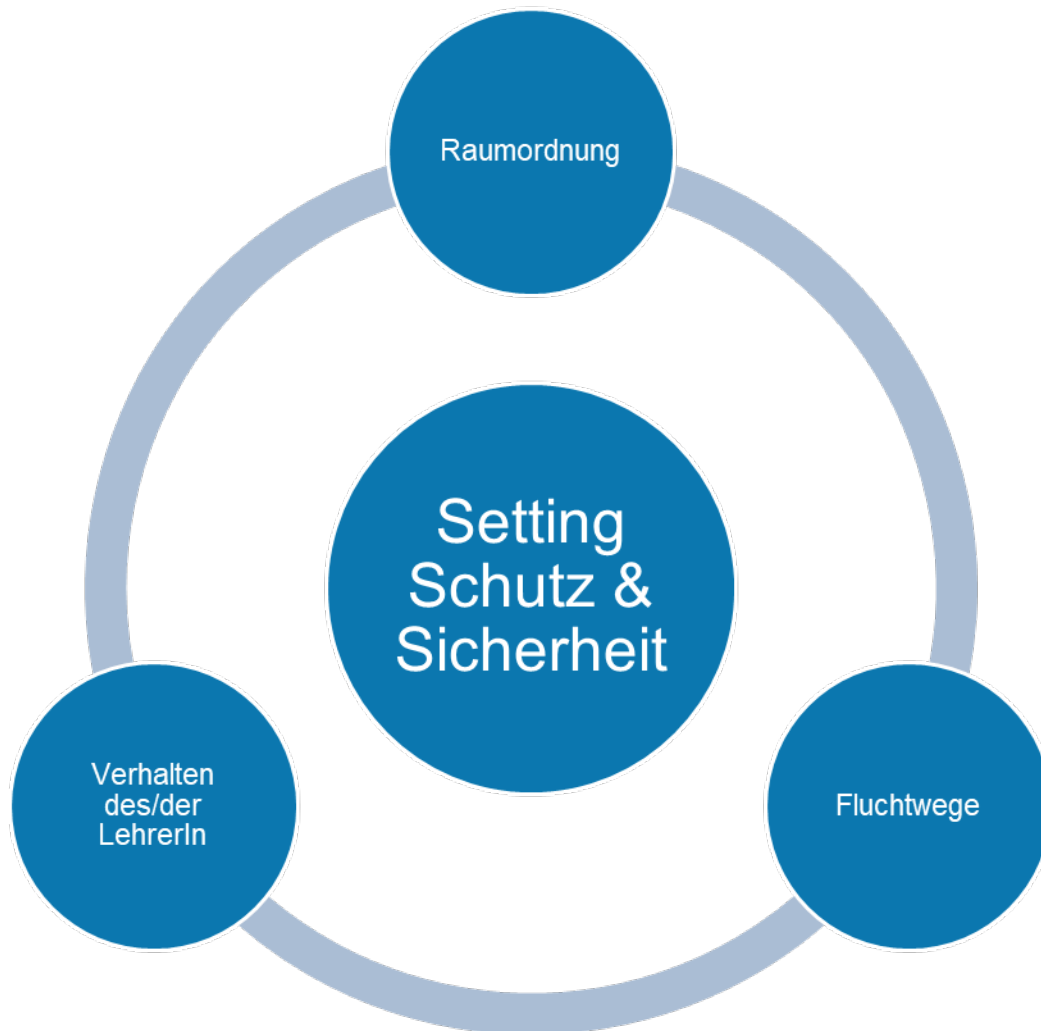 Raumordnung
Setting
Schutz &
Sicherheit
Verhalten
des/der
LehrerIn
Fluchtwege